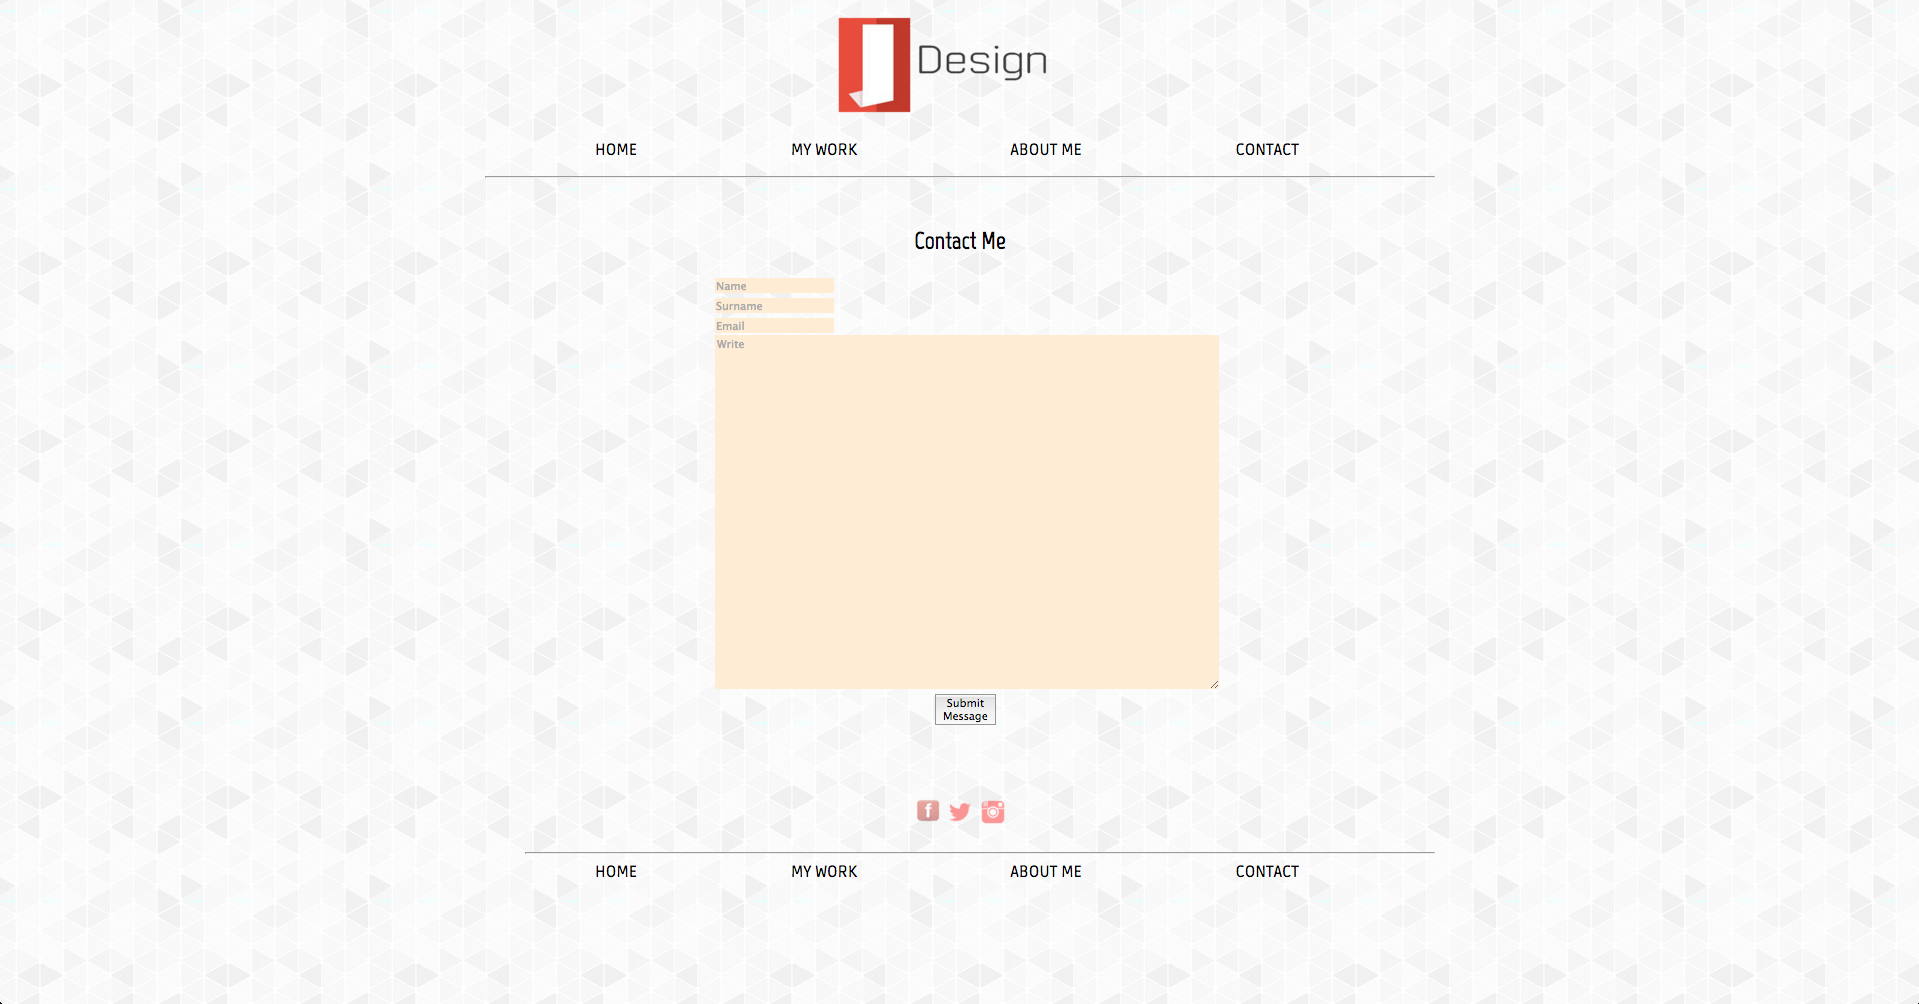 Design
HOME MY WORK ABOUT ME CONTACT
Contact Me
Name
Surname
Email
Write
Submit
Message
f
HOME MY WORK ABOUT ME CONTACT